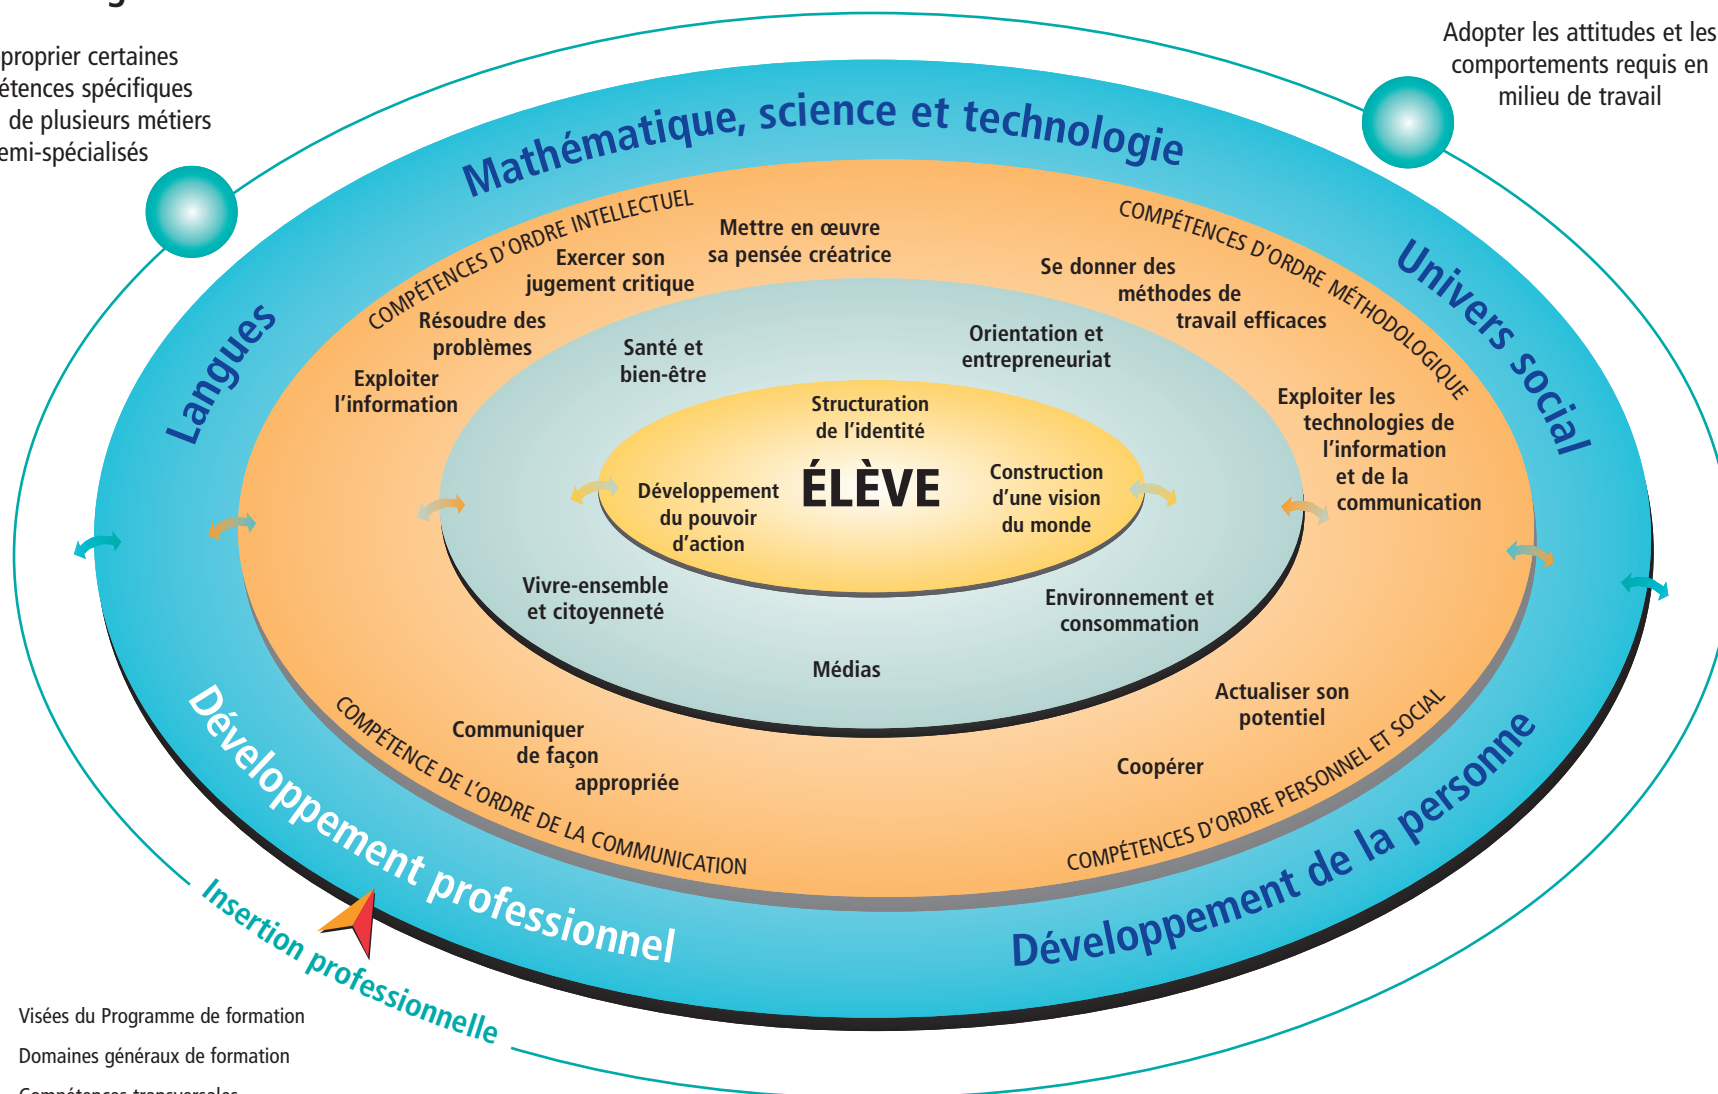 proprier certaines
étences spécifiques
de plusieurs métiers
emi-spécialisés
Adopter les attitudes et les
comportements requis en
milieu de travail
Mathématique, science et technologie
Langues
Univers social
Développement professionnel
Développement de la personne
Insertion professionnelle
COMPÉTENCES D'ORDRE INTELLECTUEL
Mettre en œuvre
sa pensée créatrice
Exercer son
jugement critique
Résoudre des
problèmes
Exploiter
l'information
COMPÉTENCES D'ORDRE MÉTHODOLOGIQUE
Se donner des
méthodes de
travail efficaces
Exploiter les
technologies de
l'information
et de la
communication
Santé et
bien-être
Orientation et
entrepreneuriat
Structuration
de l'identité
ÉLÈVE
Développement
du pouvoir
d'action
Construction
d'une vision
du monde
Vivre-ensemble
et citoyenneté
Environnement et
consommation
Médias
Communiquer
de façon
appropriée
COMPÉTENCE DE L'ORDRE DE LA COMMUNICATION
Actualiser son
potentiel
Coopérer
COMPÉTENCES D'ORDRE PERSONNEL ET SOCIAL
Visées du Programme de formation
Domaines généraux de formation
Compétences transversales